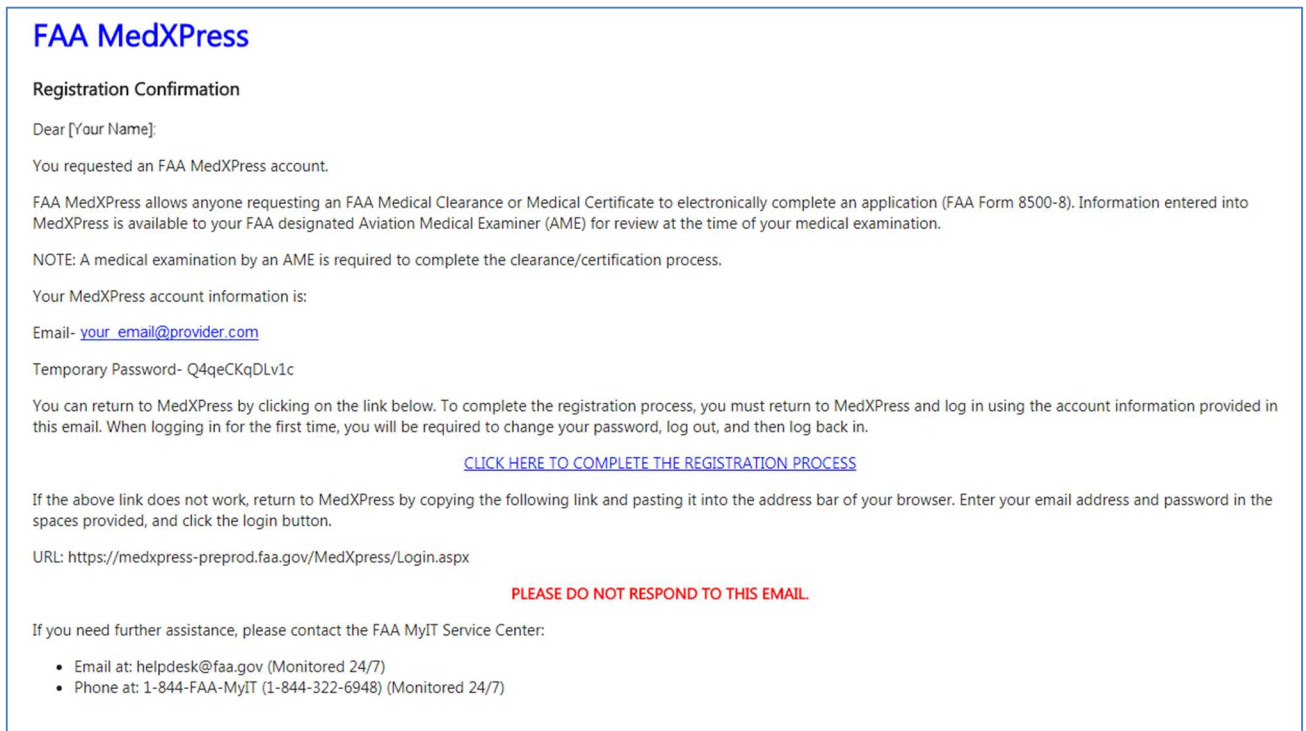 FAA MedXPress
Registration Confirmation
Dear [Your Name]:
You requested an FAA MedXPress account.
FAA MedXPress allows anyone requesting an FAA Medical Clearance or Medical Certificate to electronically complete an application (FAA Form 8500-8). Information entered into
MedXPress is available to your FAA designated Aviation Medical Examiner (AME) for review at the time of your medical examination.
NOTE: A medical examination by an AME is required to complete the clearance/certification process.
Your MedXPress account information is:
Email- your_email@provider.com
Temporary Password- Q4qeCKqDLv1c
You can return to MedXPress by clicking on the link below. To complete the registration process, you must return to MedXPress and log in using the account information provided in
this email. When logging in for the first time, you will be required to change your password, log out, and then log back in.
CLICK HERE TO COMPLETE THE REGISTRATION PROCESS
If the above link does not work, return to MedXPress by copying the following link and pasting it into the address bar of your browser. Enter your email address and password in the
spaces provided, and click the login button.
URL: https://medxpress-preprod.faa.gov/MedXpress/Login.aspx
PLEASE DO NOT RESPOND TO THIS EMAIL.
If you need further assistance, please contact the FAA MyIT Service Center:
• Email at: helpdesk@faa.gov (Monitored 24/7)
• Phone at: 1-844-FAA-MyIT (1-844-322-6948) (Monitored 24/7)